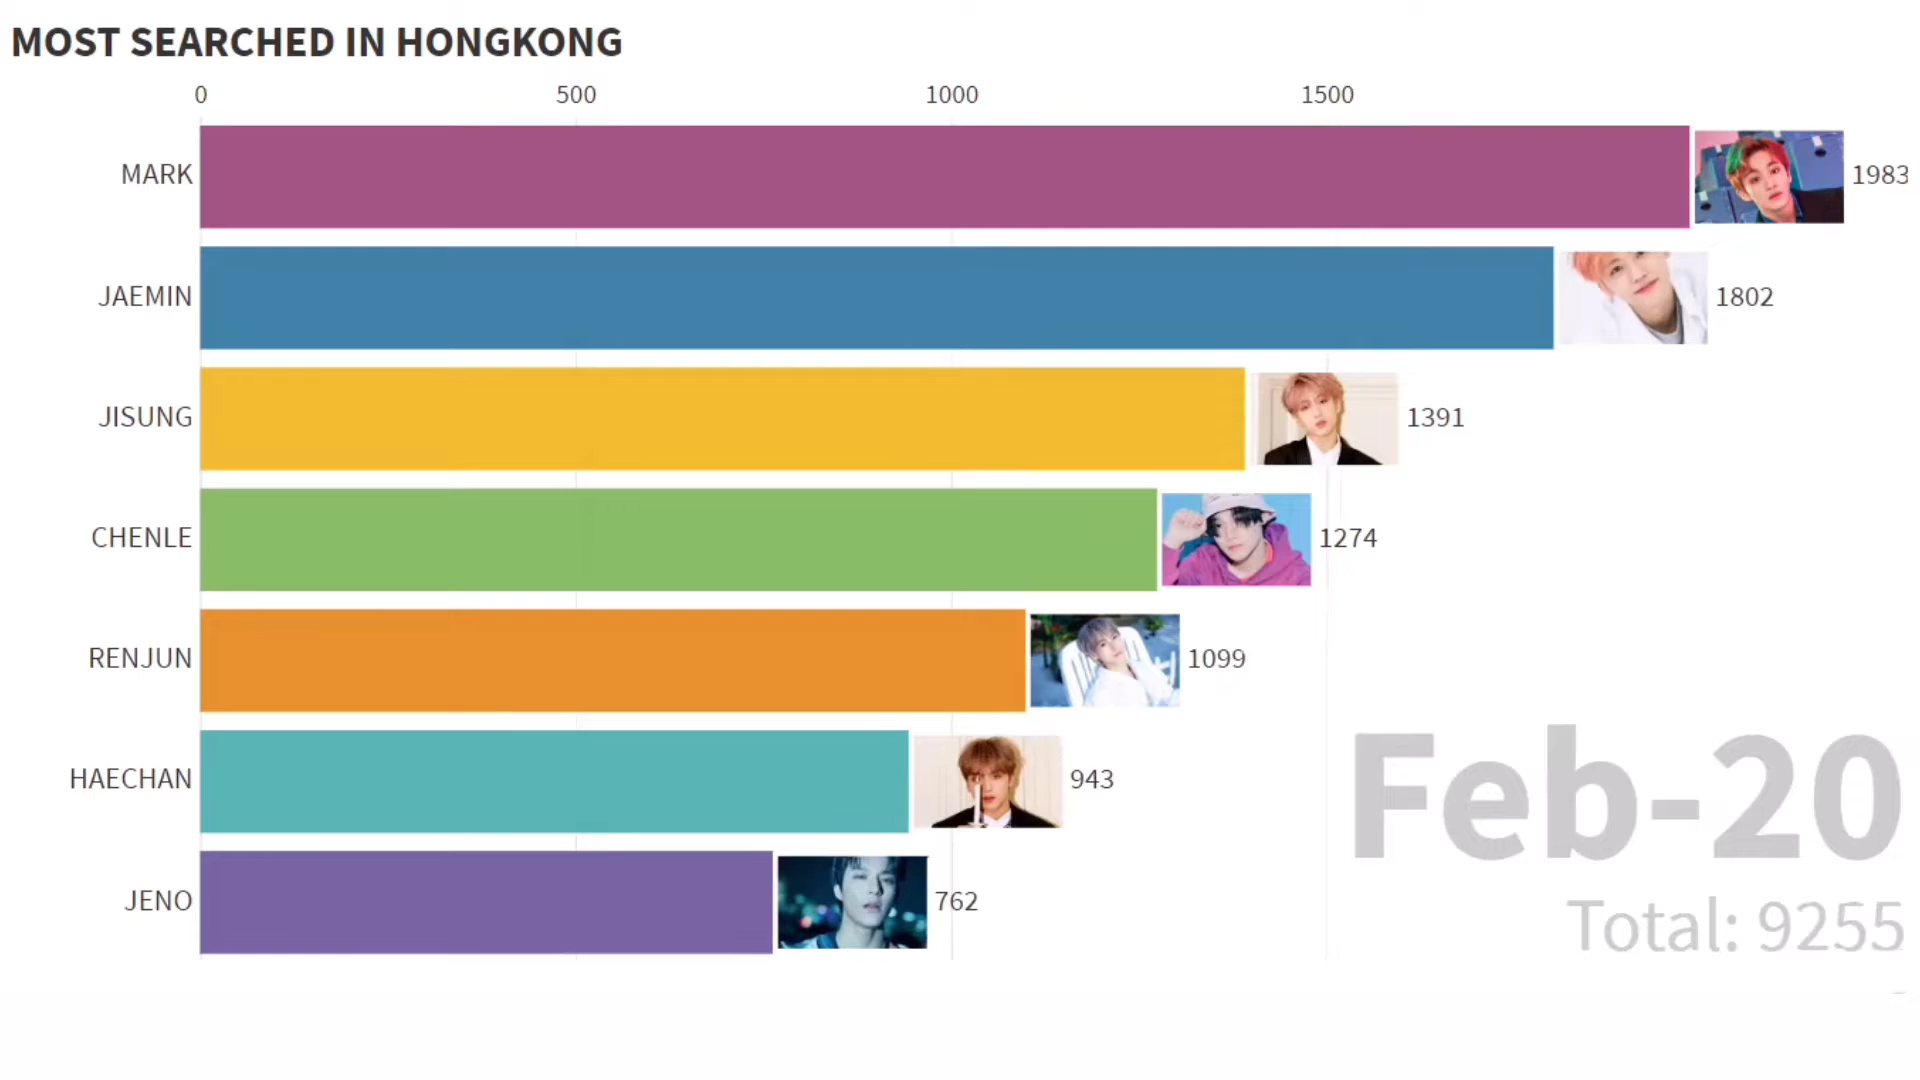 MOST SEARCHED IN HONGKONG
0 500 1000 1500
MARK 1983
JAEMIN 1802
JISUNG 1391
CHENLE 1274
RENJUN 1099
HAECHAN 943
JENO 762
Feb-20
Total: 9255